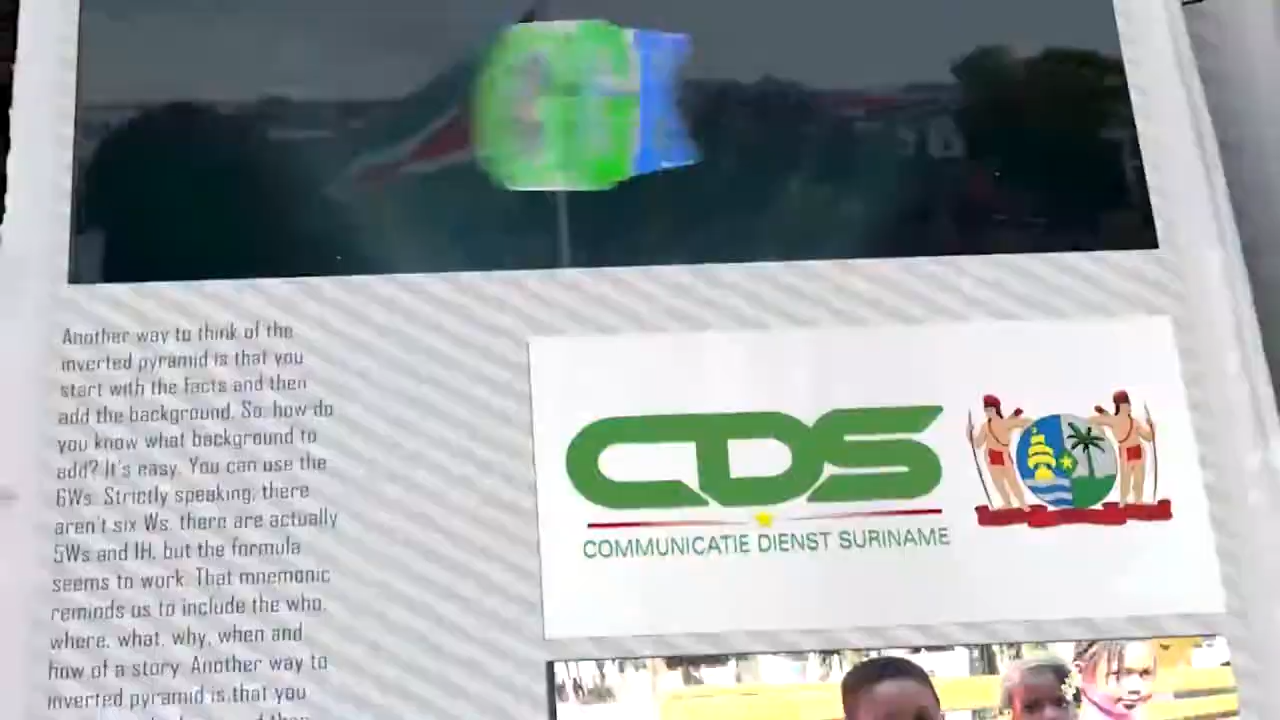 Another way to think of the
inverted pyramid is that you
start with the facts and then
add the background. So, how do
you know what background to
add? It's easy. You can use the
6Ws. Strictly speaking, there
aren't six Ws, there are actually
5Ws and 1H, but the formula
seems to work. That mnemonic
reminds us to include the who,
where, what, why, when and
how of a story. Another way to
inverted pyramid is that you
CDS
COMMUNICATIE DIENST SURINAME